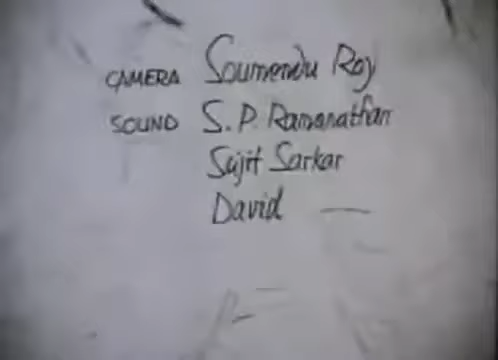 CAMERA Soumendu Roy
SOUND S. P. Ramanathan
Sujit Sarkar
David